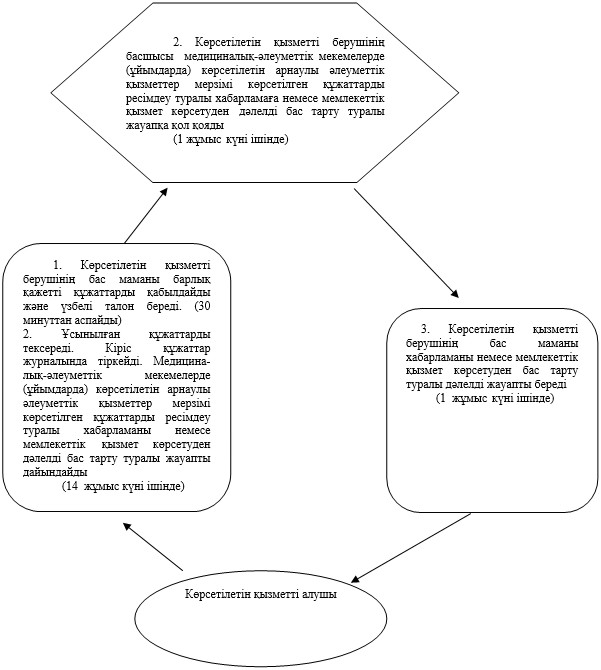 2. Көрсетілетін қызметті берушінің
басшысы медициналық-әлеуметтік мекемелерде
(ұйымдарда) көрсетілетін арнаулы әлеуметтік
қызметтер мерзімі көрсетілген құжаттарды
ресімдеу туралы хабарламаға немесе мемлекеттік
қызмет көрсетуден дәлелді бас тарту туралы
жауапқа қол қояды
(1 жұмыс күні ішінде)
1. Көрсетілетін қызметті
берушінің бас маманы барлық
қажетті құжаттарды қабылдайды
және үзбелі талон береді. (30
минуттан аспайды)
2. Ұсынылған құжаттарды
тексереді. Кіріс құжаттар
журналында тіркейді. Медицина-
лық-әлеуметтік мекемелерде
(ұйымдарда) көрсетілетін арнаулы
әлеуметтік қызметтер мерзімі
көрсетілген құжаттарды ресімдеу
туралы хабарламаны немесе
мемлекеттік қызмет көрсетуден
дәлелді бас тарту туралы жауапты
дайындайды
(14 жұмыс күні ішінде)
3. Көрсетілетін қызметті
берушінің бас маманы
хабарламаны немесе мемлекеттік
қызмет көрсетуден бас тарту
туралы дәлелді жауапты береді
(1 жұмыс күні ішінде)
Көрсетілетін қызметті алушы